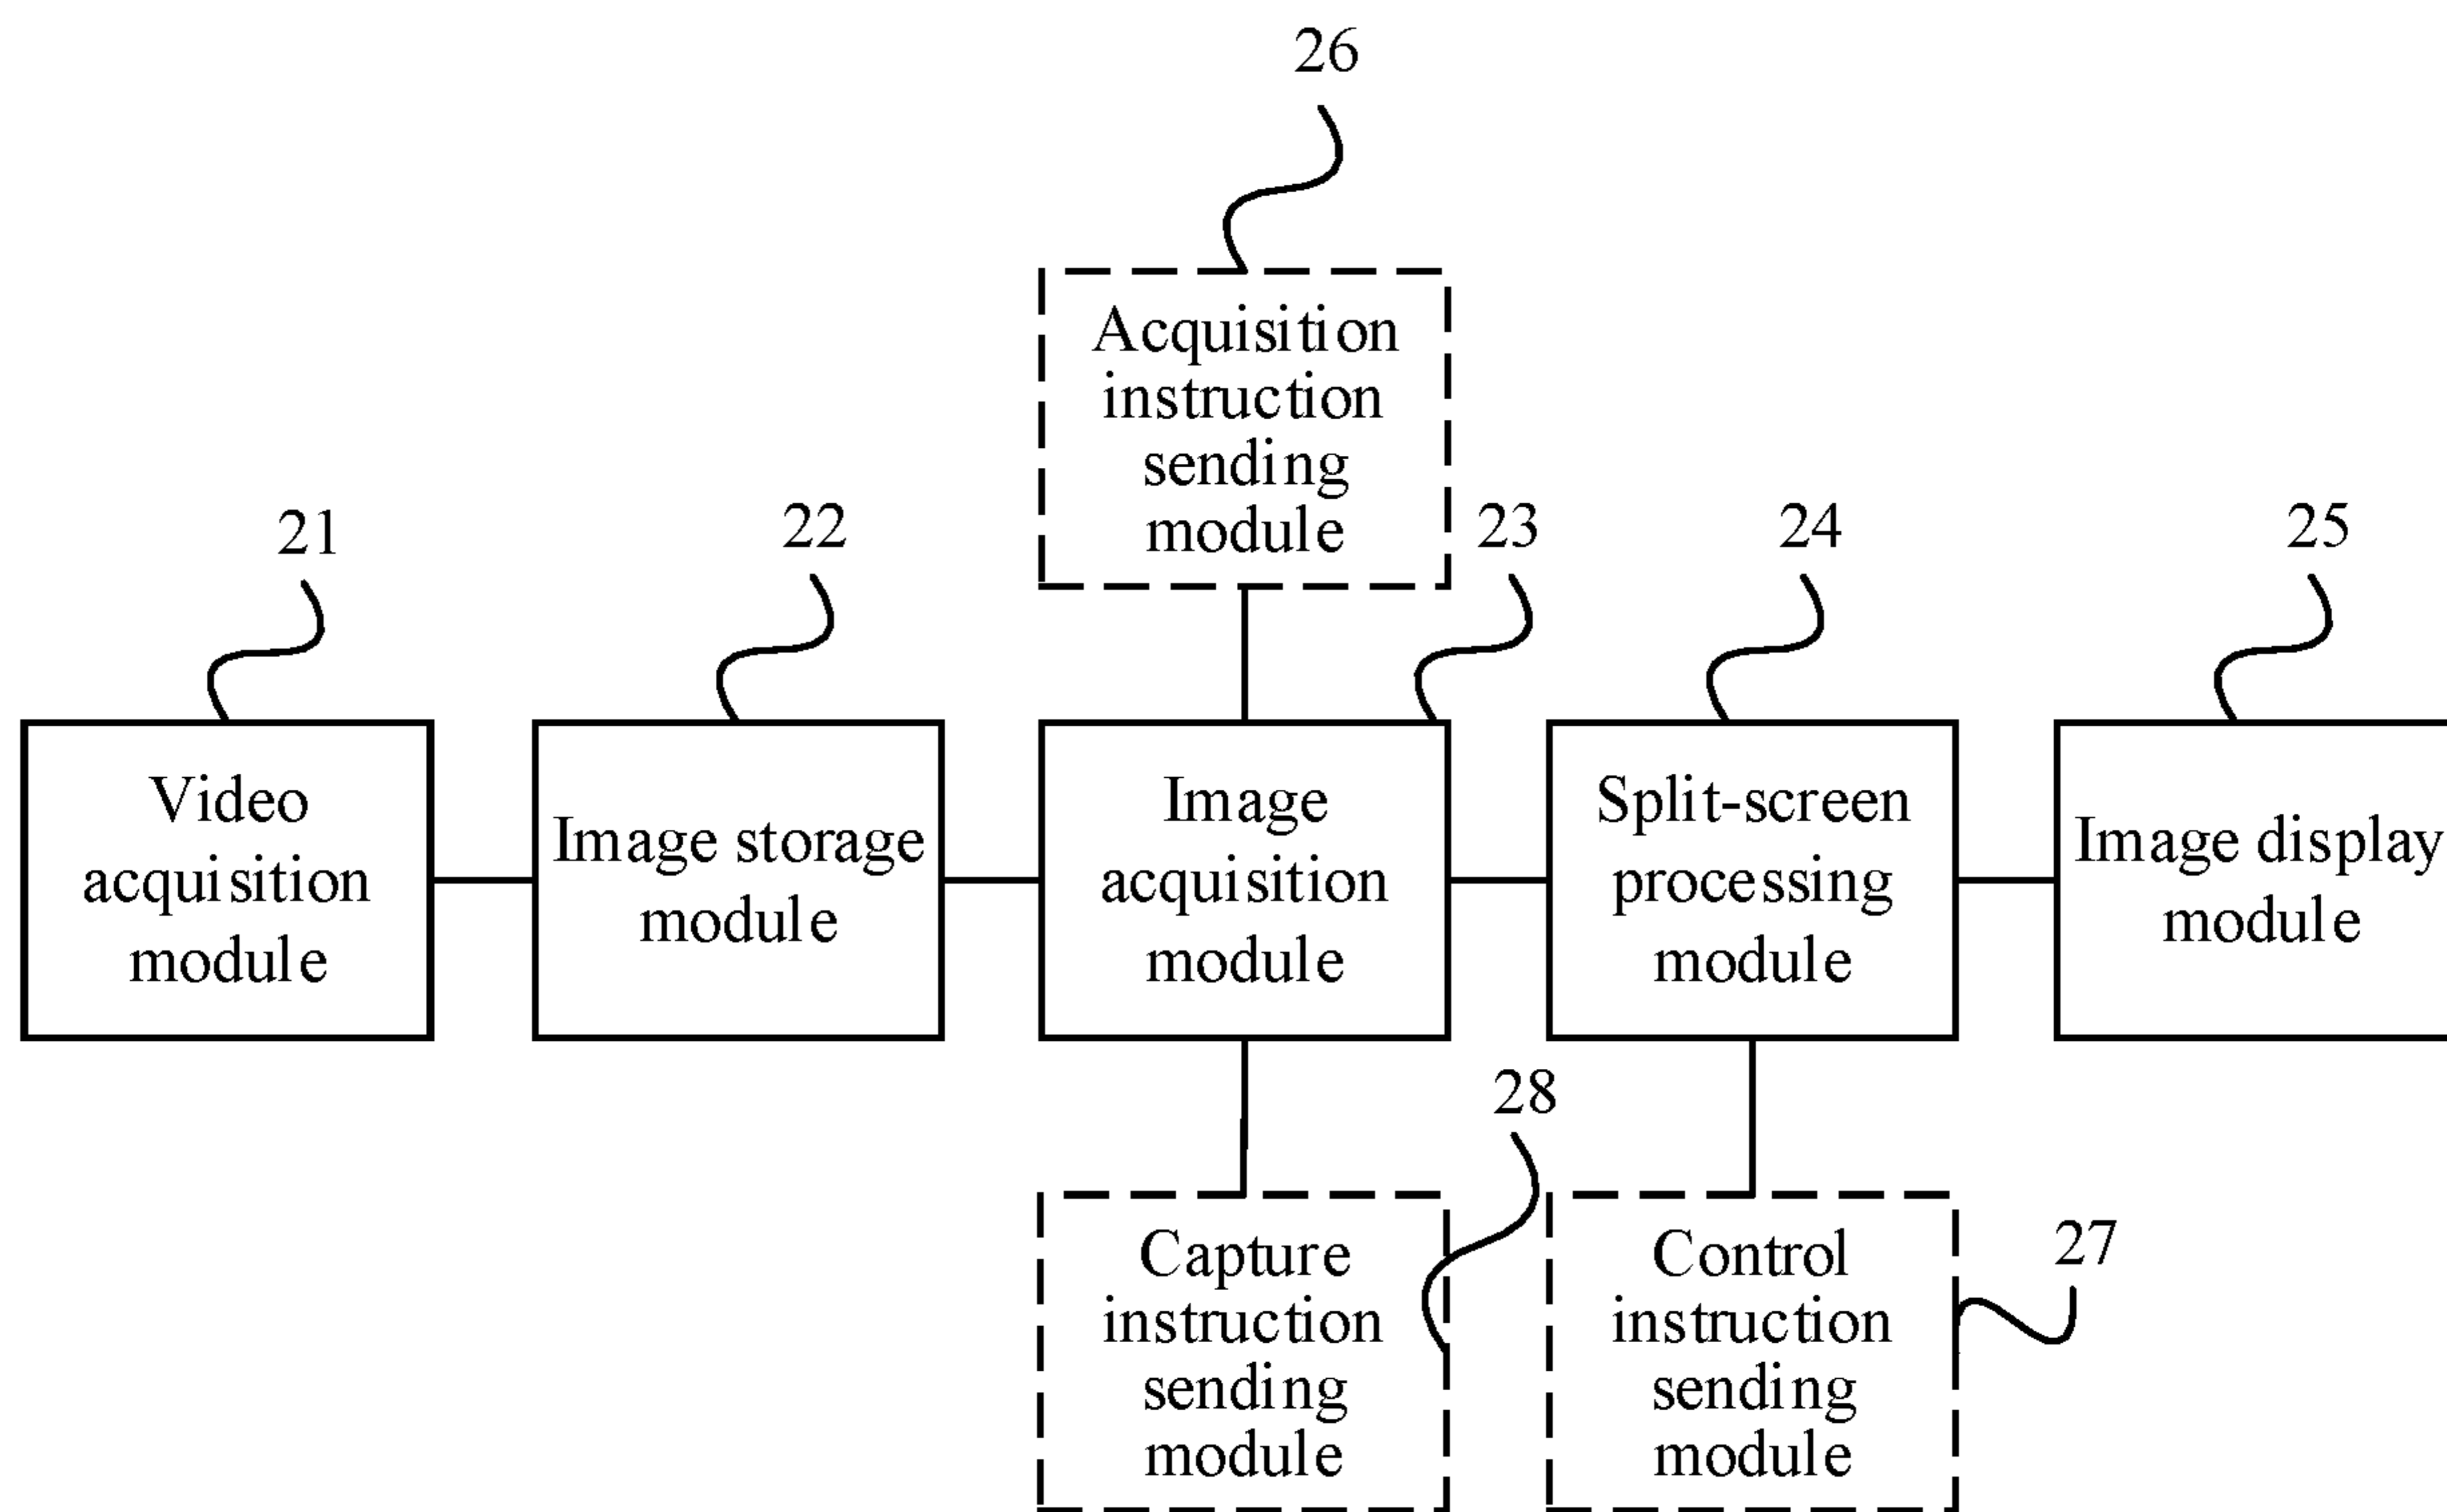 26
Acquisition
instruction
sending
module
21
22
23
24
25
Video
acquisition
module
Image storage
module
Image
acquisition
module
Split-screen
processing
module
Image display
module
28
27
Capture
instruction
sending
module
Control
instruction
sending
module